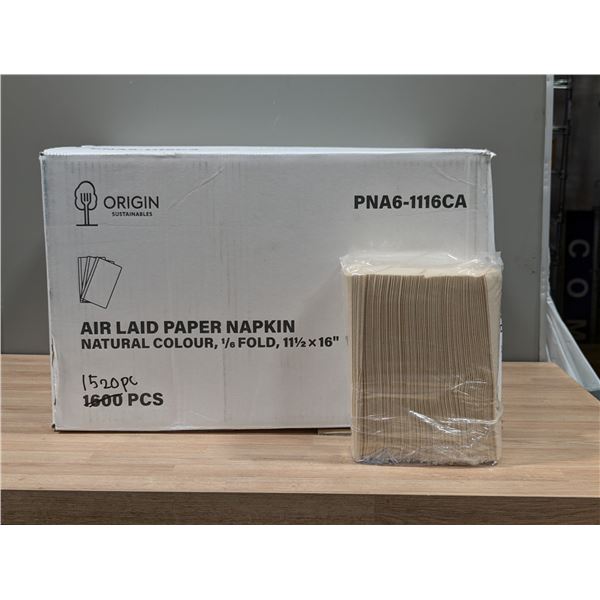 ORIGIN
SUSTAINABLES
PNA6-1116CA
AIR LAID PAPER NAPKIN
NATURAL COLOUR, 1/6 FOLD, 11½ x 16"
1520pc
1600 PCS
COM